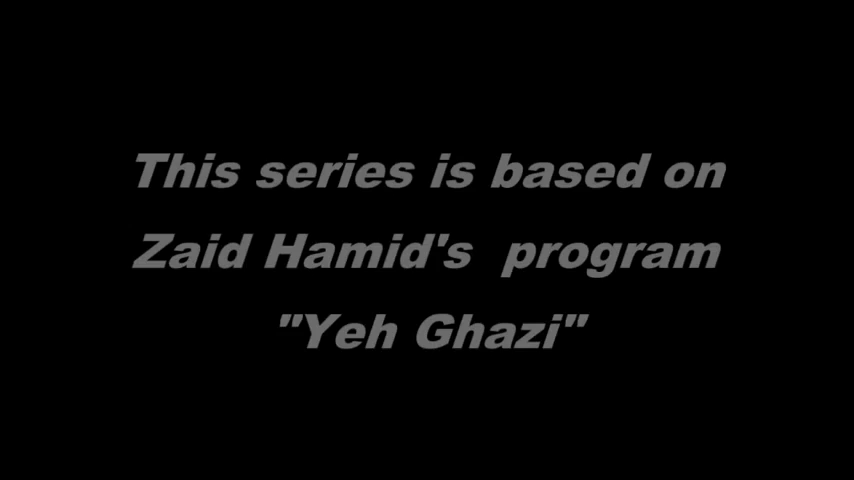 This series is based on
Zaid Hamid's  program
"Yeh Ghazi"